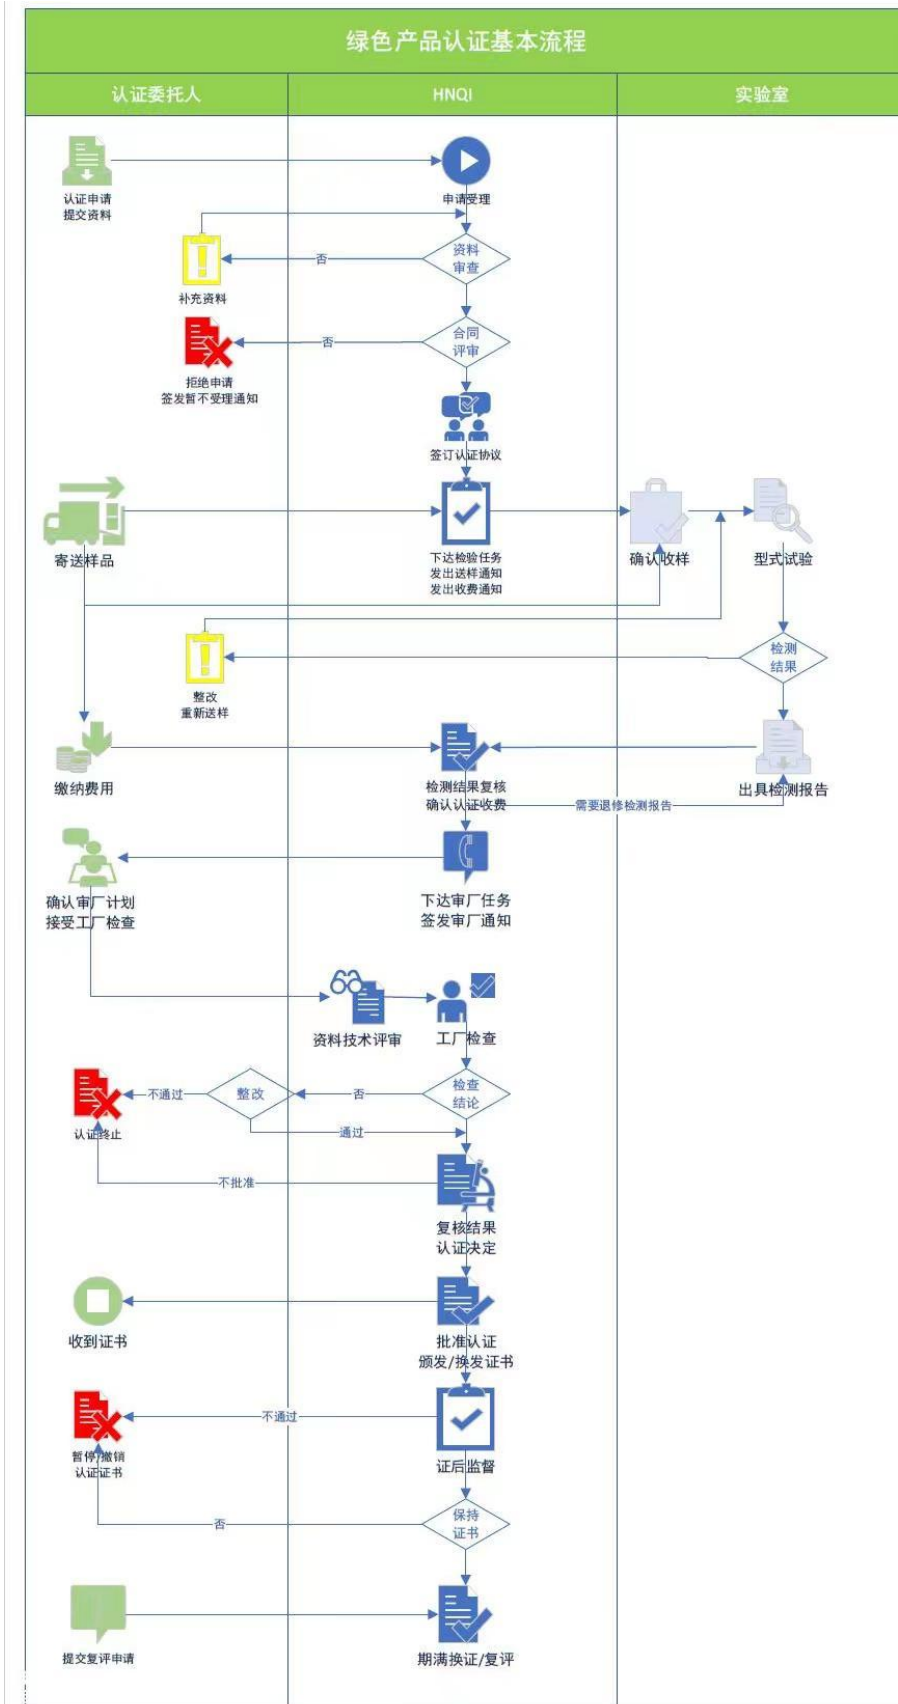 绿色产品认证基本流程
认证委托人
HNQI
实验室
认证申请
提交资料
申请受理
资料
审查
否
补充资料
合同
评审
否
拒绝申请
签发暂不受理通知
签订认证协议
寄送样品
下达检验任务
发出送样通知
发出收费通知
确认收样
型式试验
检测
结果
整改
重新送样
缴纳费用
检测结果复核
确认认证收费
出具检测报告
需要退修检测报告
确认审厂计划
接受工厂检查
下达审厂任务
签发审厂通知
资料技术评审
工厂检查
检查
结论
否
整改
不通过
认证终止
通过
不批准
复核结果
认证决定
收到证书
批准认证
颁发/换发证书
不通过
暂停/撤销
认证证书
证后监督
保持
证书
否
提交复评申请
期满换证/复评